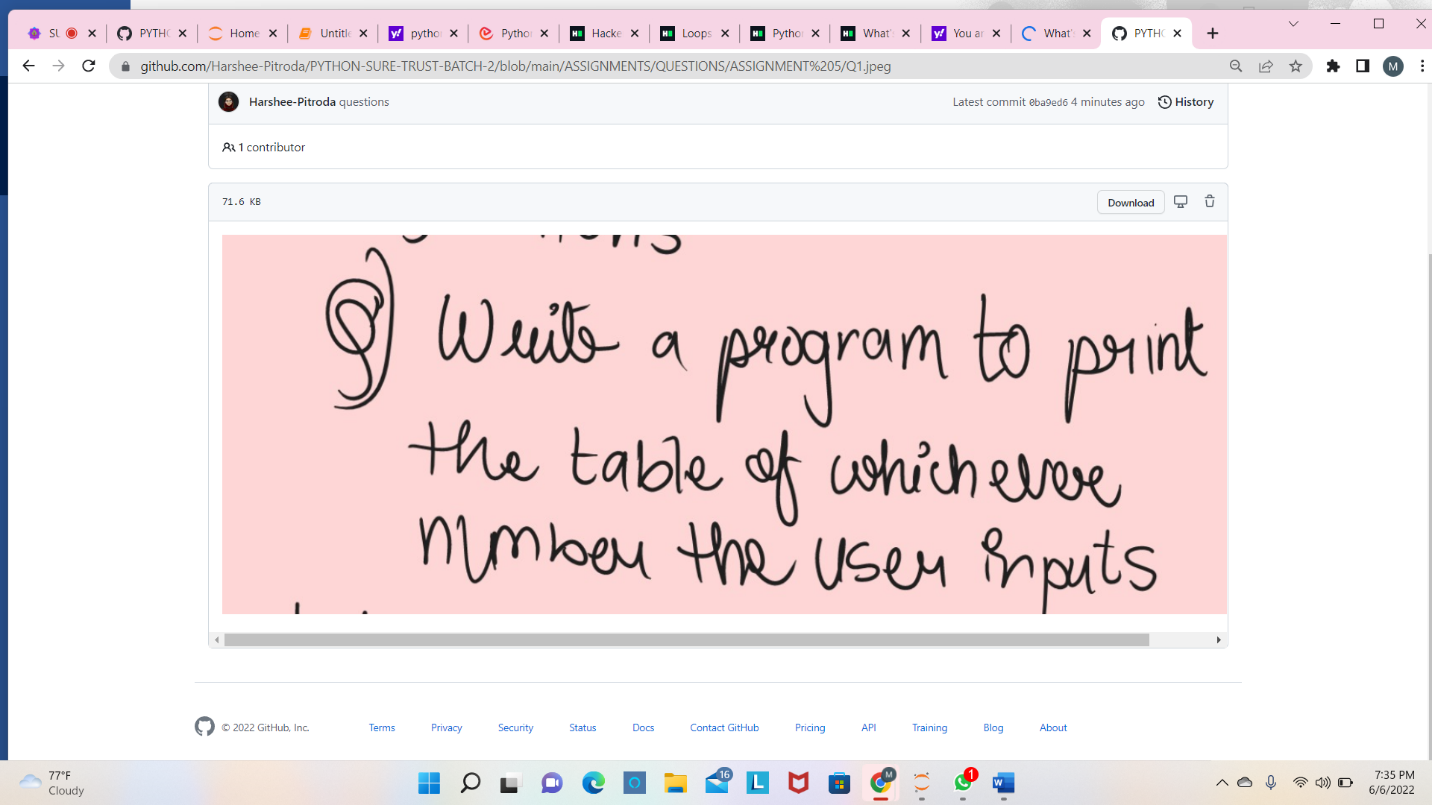 SU
PYTHO
Home
Untitle
python
Python
Hacke
Loops
Pytho
What'
You ar
What'
PYTHO
github.com/Harshee-Pitroda/PYTHON-SURE-TRUST-BATCH-2/blob/main/ASSIGNMENTS/QUESTIONS/ASSIGNMENT%205/Q1.jpeg
M
Harshee-Pitroda questions
Latest commit 0ba9ed6 4 minutes ago
History
1 contributor
71.6 KB
Download
Q) Write a program to print
the table of whichever
number the user inputs
© 2022 GitHub, Inc.
Terms
Privacy
Security
Status
Docs
Contact GitHub
Pricing
API
Training
Blog
About
77°F
Cloudy
16
L
M
1
W
7:35 PM
6/6/2022